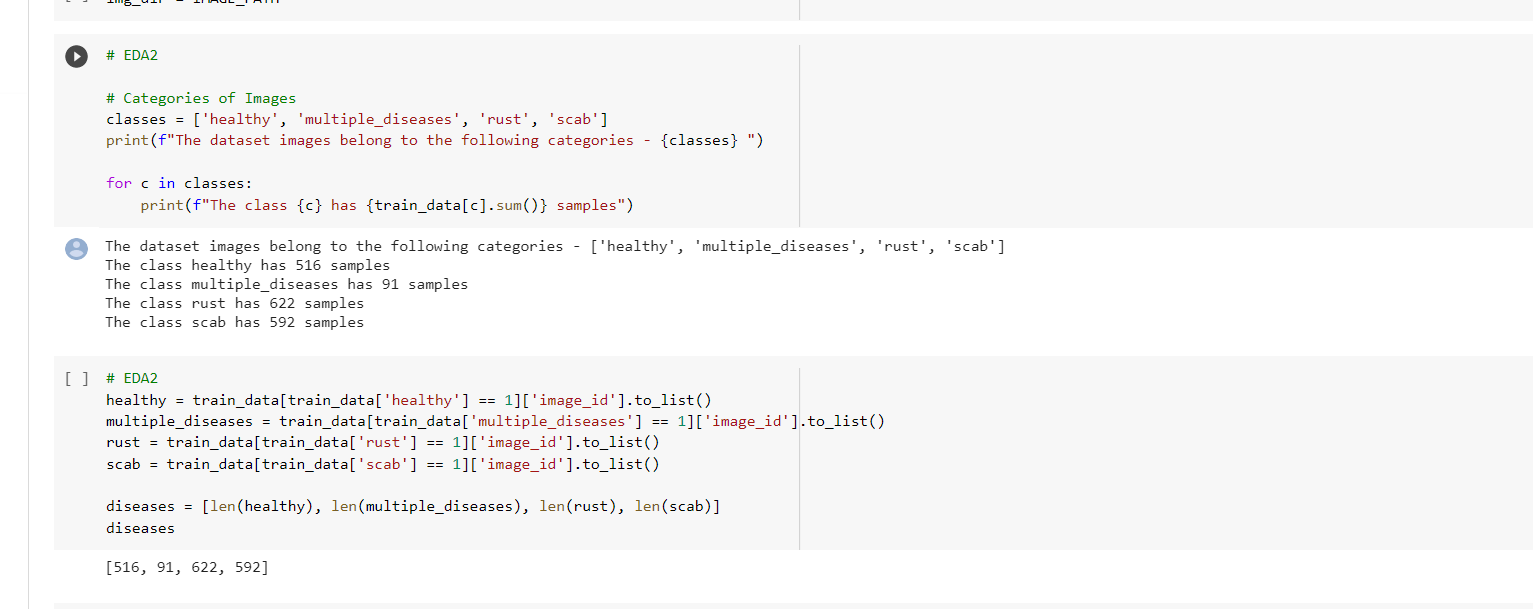 img_dir = IMAGE_PATH
# EDA2
# Categories of Images
classes = ['healthy', 'multiple_diseases', 'rust', 'scab']
print(f"The dataset images belong to the following categories - {classes} ")
for c in classes:
    print(f"The class {c} has {train_data[c].sum()} samples")
The dataset images belong to the following categories - ['healthy', 'multiple_diseases', 'rust', 'scab']
The class healthy has 516 samples
The class multiple_diseases has 91 samples
The class rust has 622 samples
The class scab has 592 samples
[ ] # EDA2
healthy = train_data[train_data['healthy'] == 1]['image_id'].to_list()
multiple_diseases = train_data[train_data['multiple_diseases'] == 1]['image_id'].to_list()
rust = train_data[train_data['rust'] == 1]['image_id'].to_list()
scab = train_data[train_data['scab'] == 1]['image_id'].to_list()
diseases = [len(healthy), len(multiple_diseases), len(rust), len(scab)]
diseases
[516, 91, 622, 592]